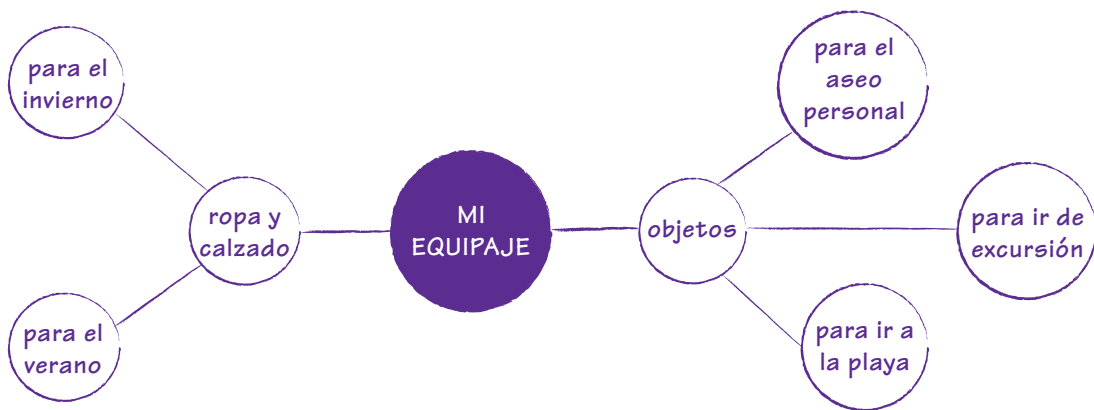 para el
invierno
ropa y
calzado
para el
verano
MI
EQUIPAJE
objetos
para el
aseo
personal
para ir de
excursión
para ir a
la playa